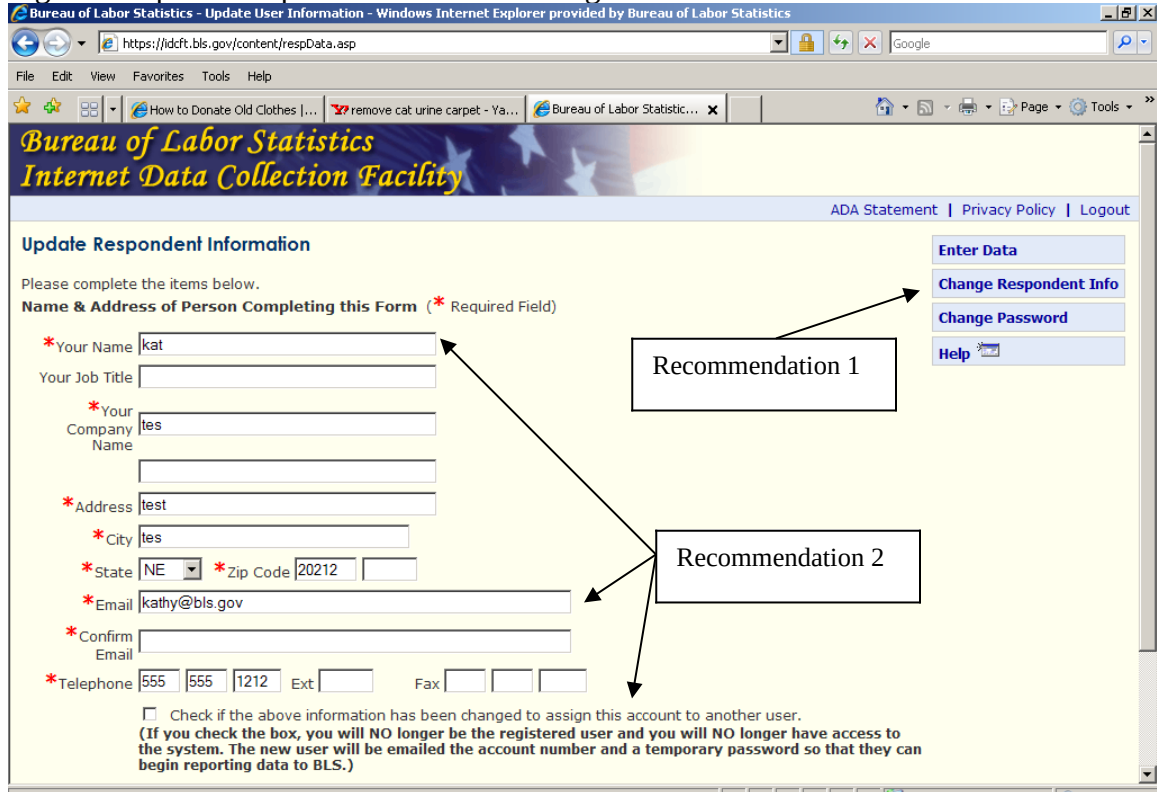 Bureau of Labor Statistics - Update User Information - Windows Internet Explorer provided by Bureau of Labor Statistics
https://idcft.bls.gov/content/respData.asp
Google
File Edit View Favorites Tools Help
How to Donate Old Clothes |... remove cat urine carpet - Ya... Bureau of Labor Statistic... Page Tools »
Bureau of Labor Statistics
Internet Data Collection Facility
ADA Statement | Privacy Policy | Logout
Update Respondent Information
Enter Data
Please complete the items below.
Change Respondent Info
Name & Address of Person Completing this Form (* Required Field)
Change Password
*Your Name kat
Help
Recommendation 1
Your Job Title
*Your
Company tes
Name
*Address test
*City tes
Recommendation 2
*State NE *Zip Code 20212
*Email kathy@bls.gov
*Confirm
Email
*Telephone 555 555 1212 Ext Fax
Check if the above information has been changed to assign this account to another user.
(If you check the box, you will NO longer be the registered user and you will NO longer have access to
the system. The new user will be emailed the account number and a temporary password so that they can
begin reporting data to BLS.)